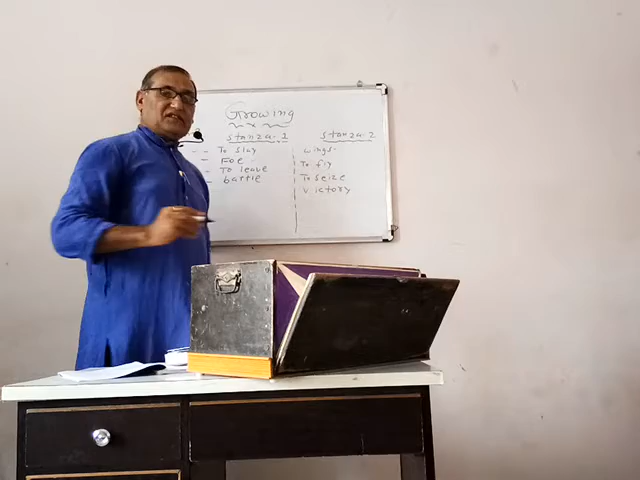 Growing
Stanza-1
To slay
Foe
To leave
battle
Stanza-2
Wings
To fly
To Seize
Victory